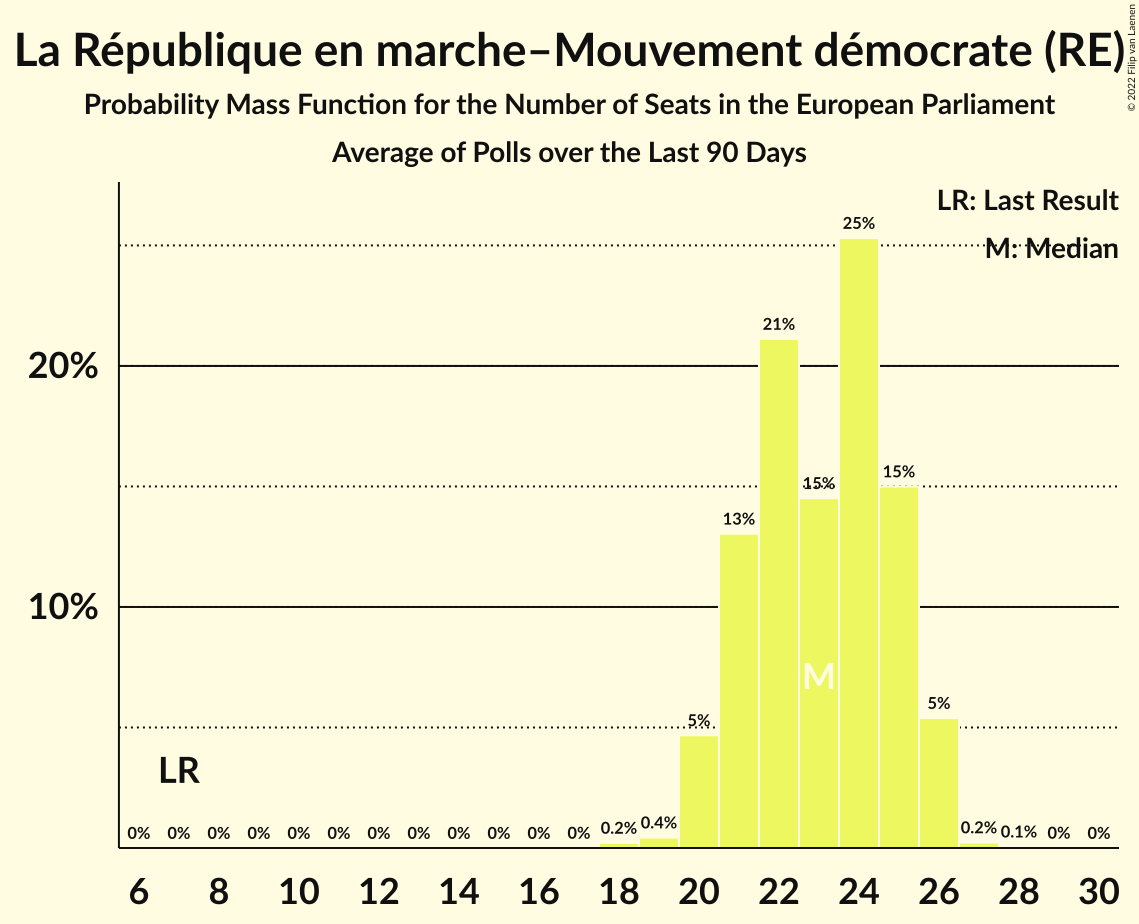 La République en marche–Mouvement démocrate (RE)
© 2022 Filip van Laenen
Probability Mass Function for the Number of Seats in the European Parliament
Average of Polls over the Last 90 Days
LR: Last Result
M: Median
25%
21%
20%
15%
15%
13%
10%
M
5%
5%
LR
0% 0% 0% 0% 0% 0% 0% 0% 0% 0% 0% 0% 0.2% 0.4% 0.2% 0.1% 0% 0%
6 8 10 12 14 16 18 20 22 24 26 28 30